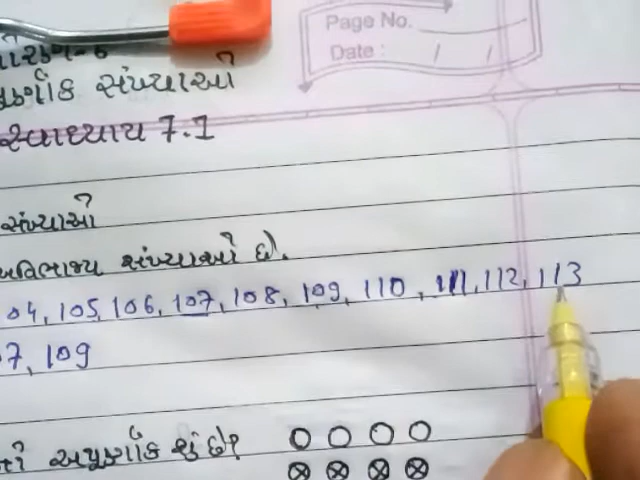 Page No.
Date : / /
સંખ્યાઓ
સ્વાધ્યાય 7.1
સંખ્યાઓ
અવિભાજ્ય સંખ્યાઓ છે.
04, 105, 106, 107, 108, 109, 110, 111, 112, 113
7, 109
અપૂર્ણાંક શું છે?